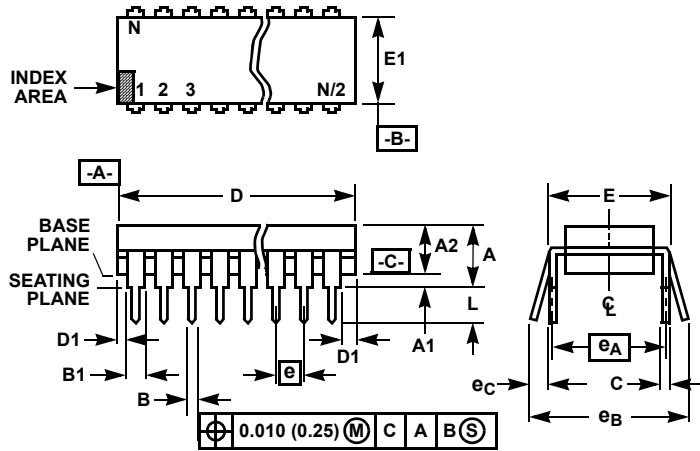 N
INDEX
AREA
1 2 3 N/2
E1
-B-
-A-
D
E
BASE
PLANE
A2
A
-C-
SEATING
PLANE
L
℄
D1
A1
D1
e
eA
B1
eC
C
B
eB
0.010 (0.25) Ⓜ C A B Ⓢ